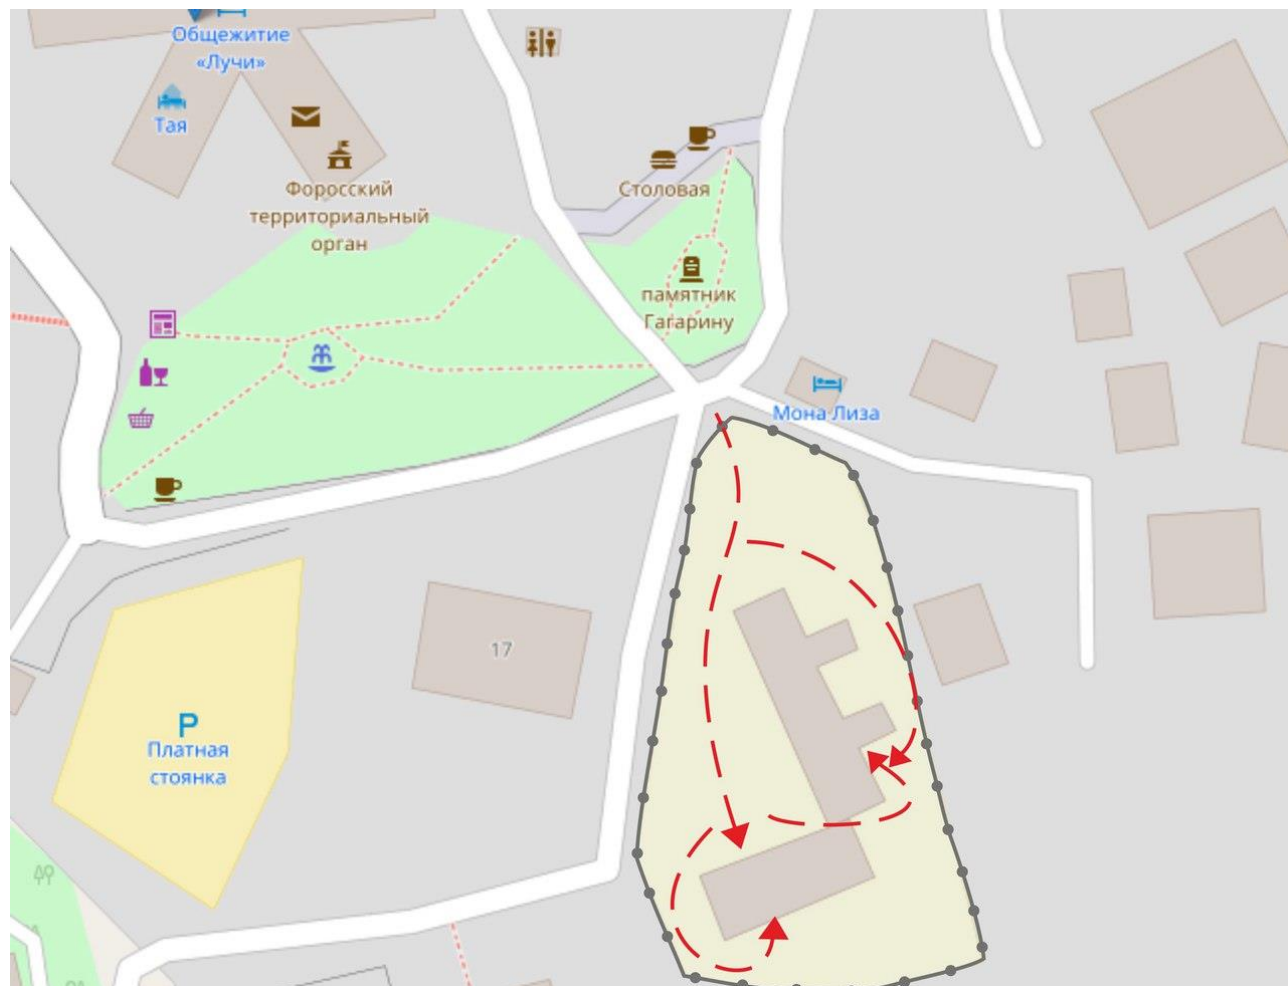 Общежитие
«Лучи»
Тая
Форосский
территориальный
орган
Столовая
памятник
Гагарину
Мона Лиза
17
P
Платная
стоянка